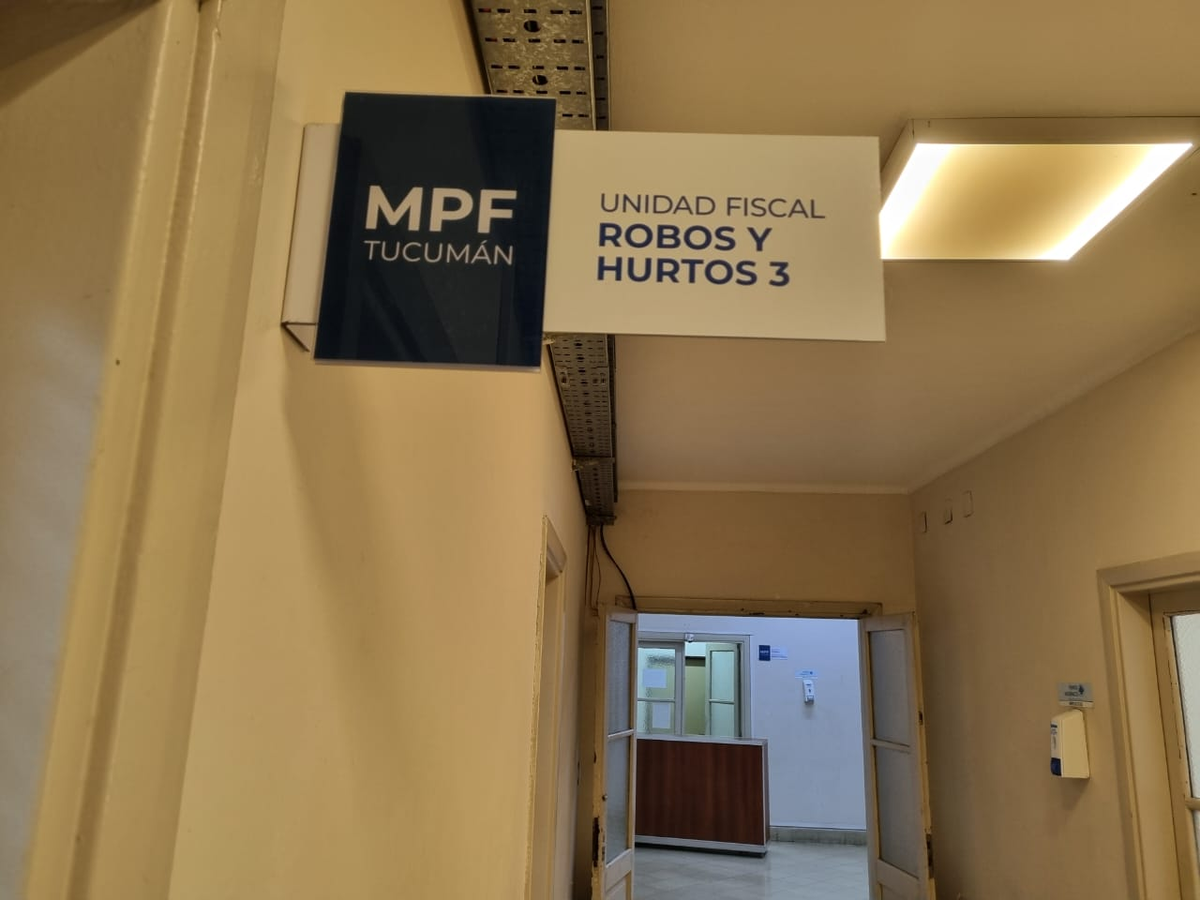 MPF
TUCUMÁN
UNIDAD FISCAL
ROBOS Y
HURTOS 3